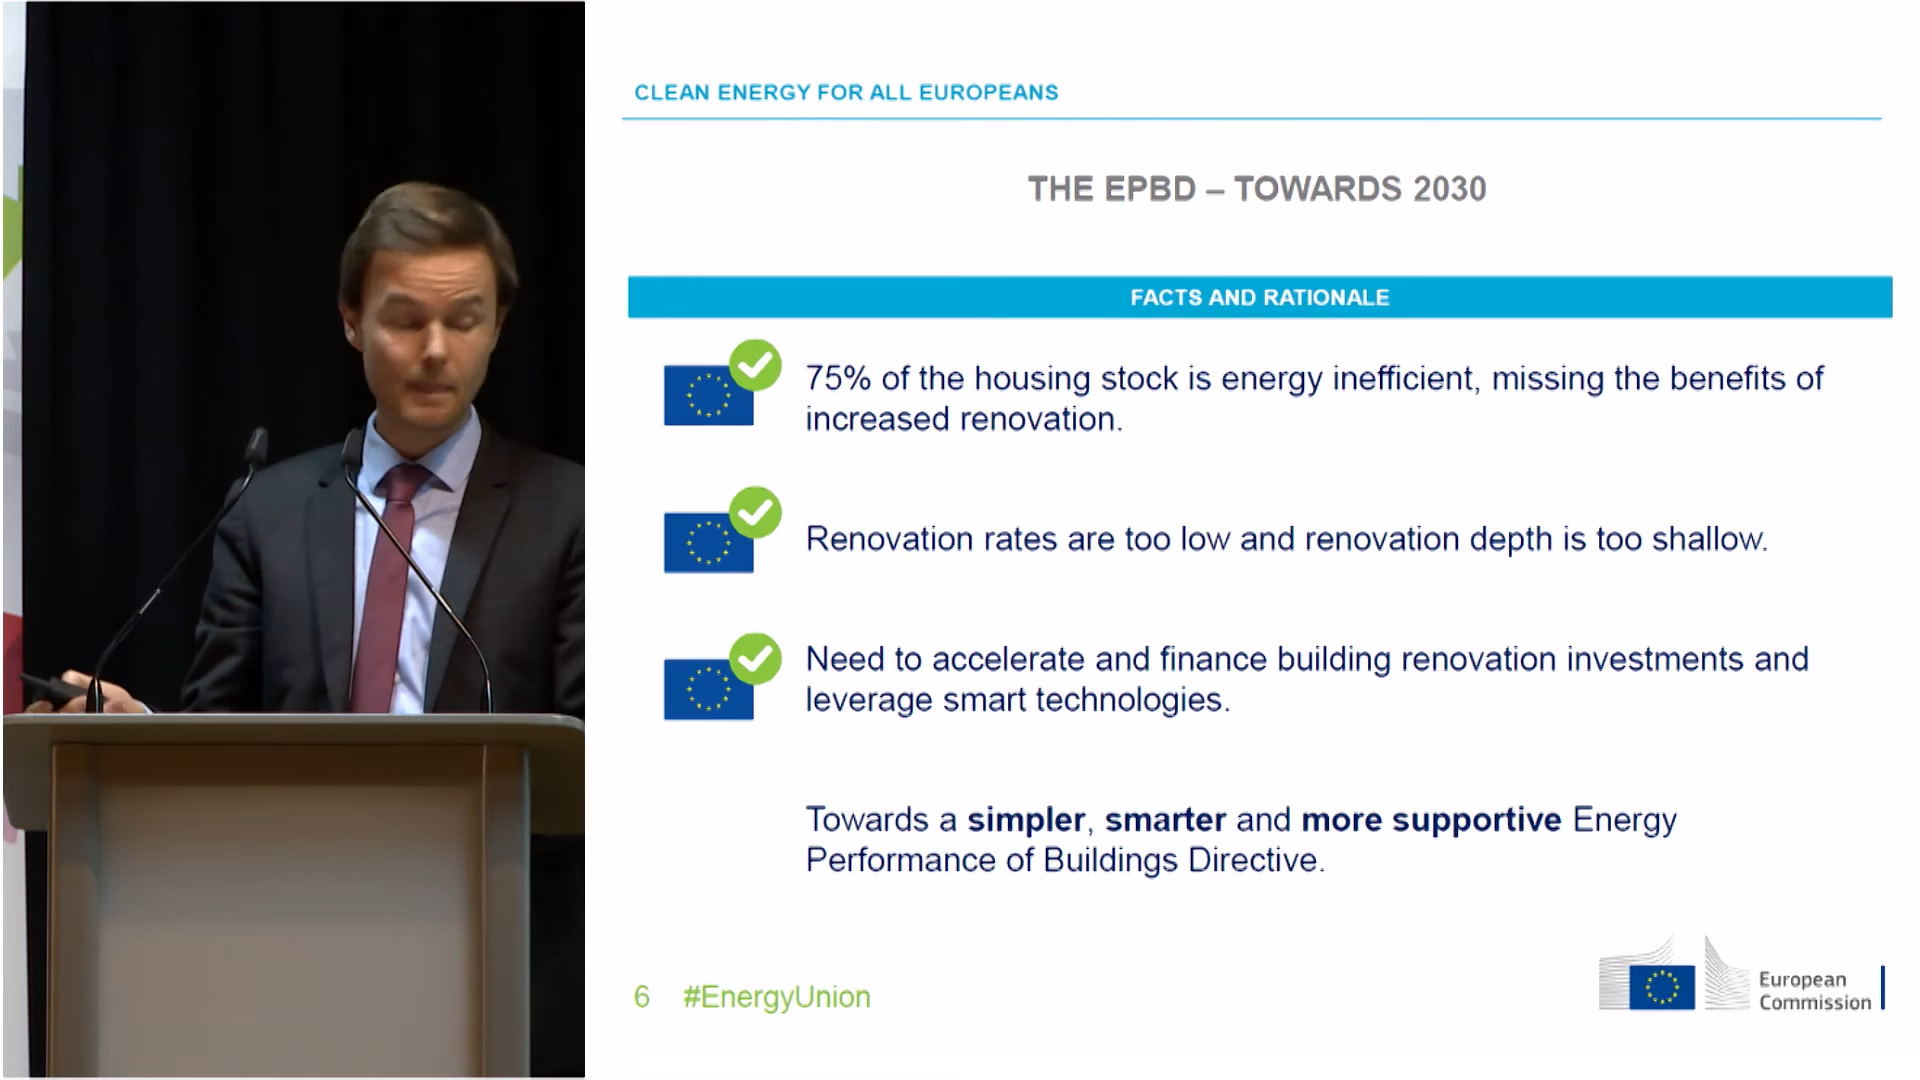 CLEAN ENERGY FOR ALL EUROPEANS
THE EPBD – TOWARDS 2030
FACTS AND RATIONALE
75% of the housing stock is energy inefficient, missing the benefits of
increased renovation.
Renovation rates are too low and renovation depth is too shallow.
Need to accelerate and finance building renovation investments and
leverage smart technologies.
Towards a simpler, smarter and more supportive Energy
Performance of Buildings Directive.
6 #EnergyUnion
European
Commission